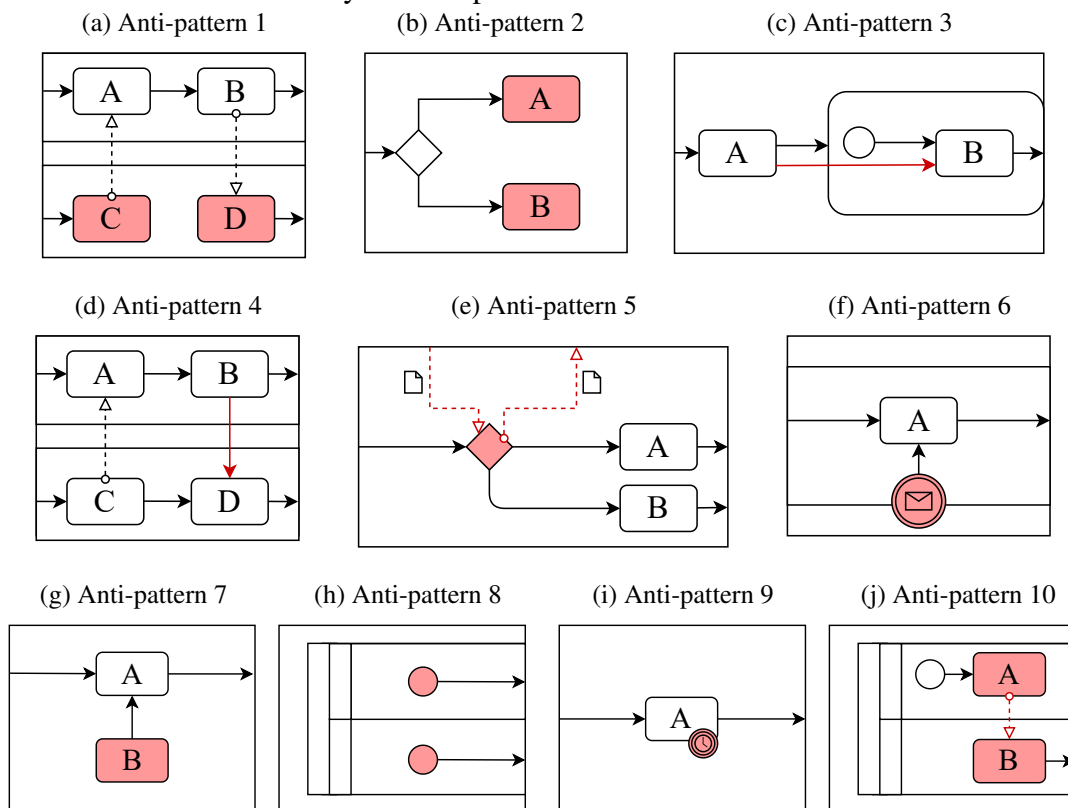 (a) Anti-pattern 1
(b) Anti-pattern 2
(c) Anti-pattern 3
A
B
C
D
A
B
A
B
(d) Anti-pattern 4
(e) Anti-pattern 5
(f) Anti-pattern 6
A
B
C
D
A
B
A
(g) Anti-pattern 7
(h) Anti-pattern 8
(i) Anti-pattern 9
(j) Anti-pattern 10
A
B
A
A
B